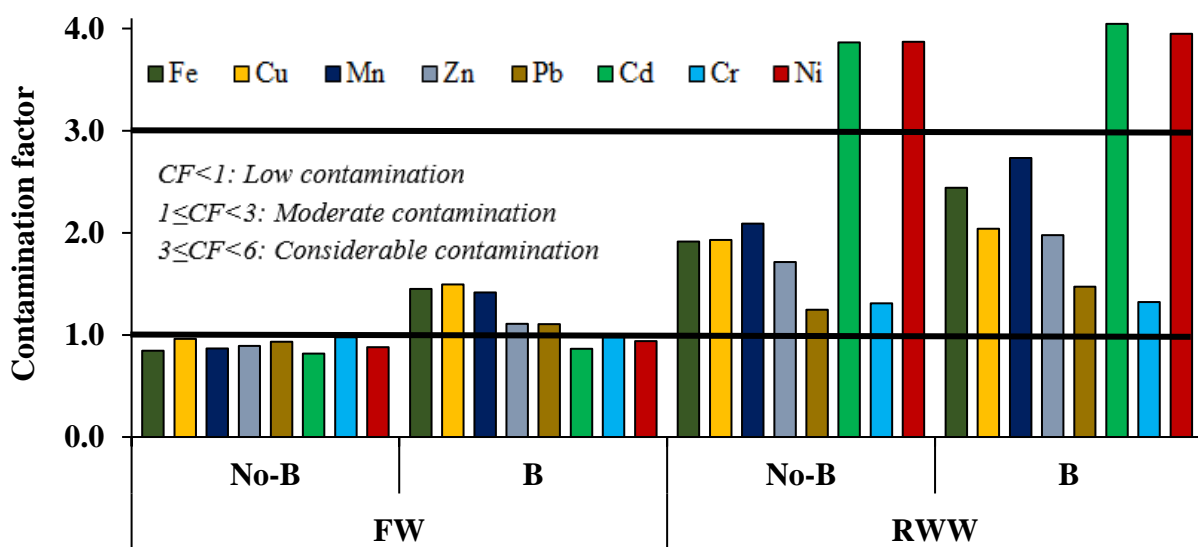 Contamination factor
4.0
3.0
2.0
1.0
0.0
Fe Cu Mn Zn Pb Cd Cr Ni
CF<1: Low contamination
1≤CF<3: Moderate contamination
3≤CF<6: Considerable contamination
No-B B No-B B
FW RWW